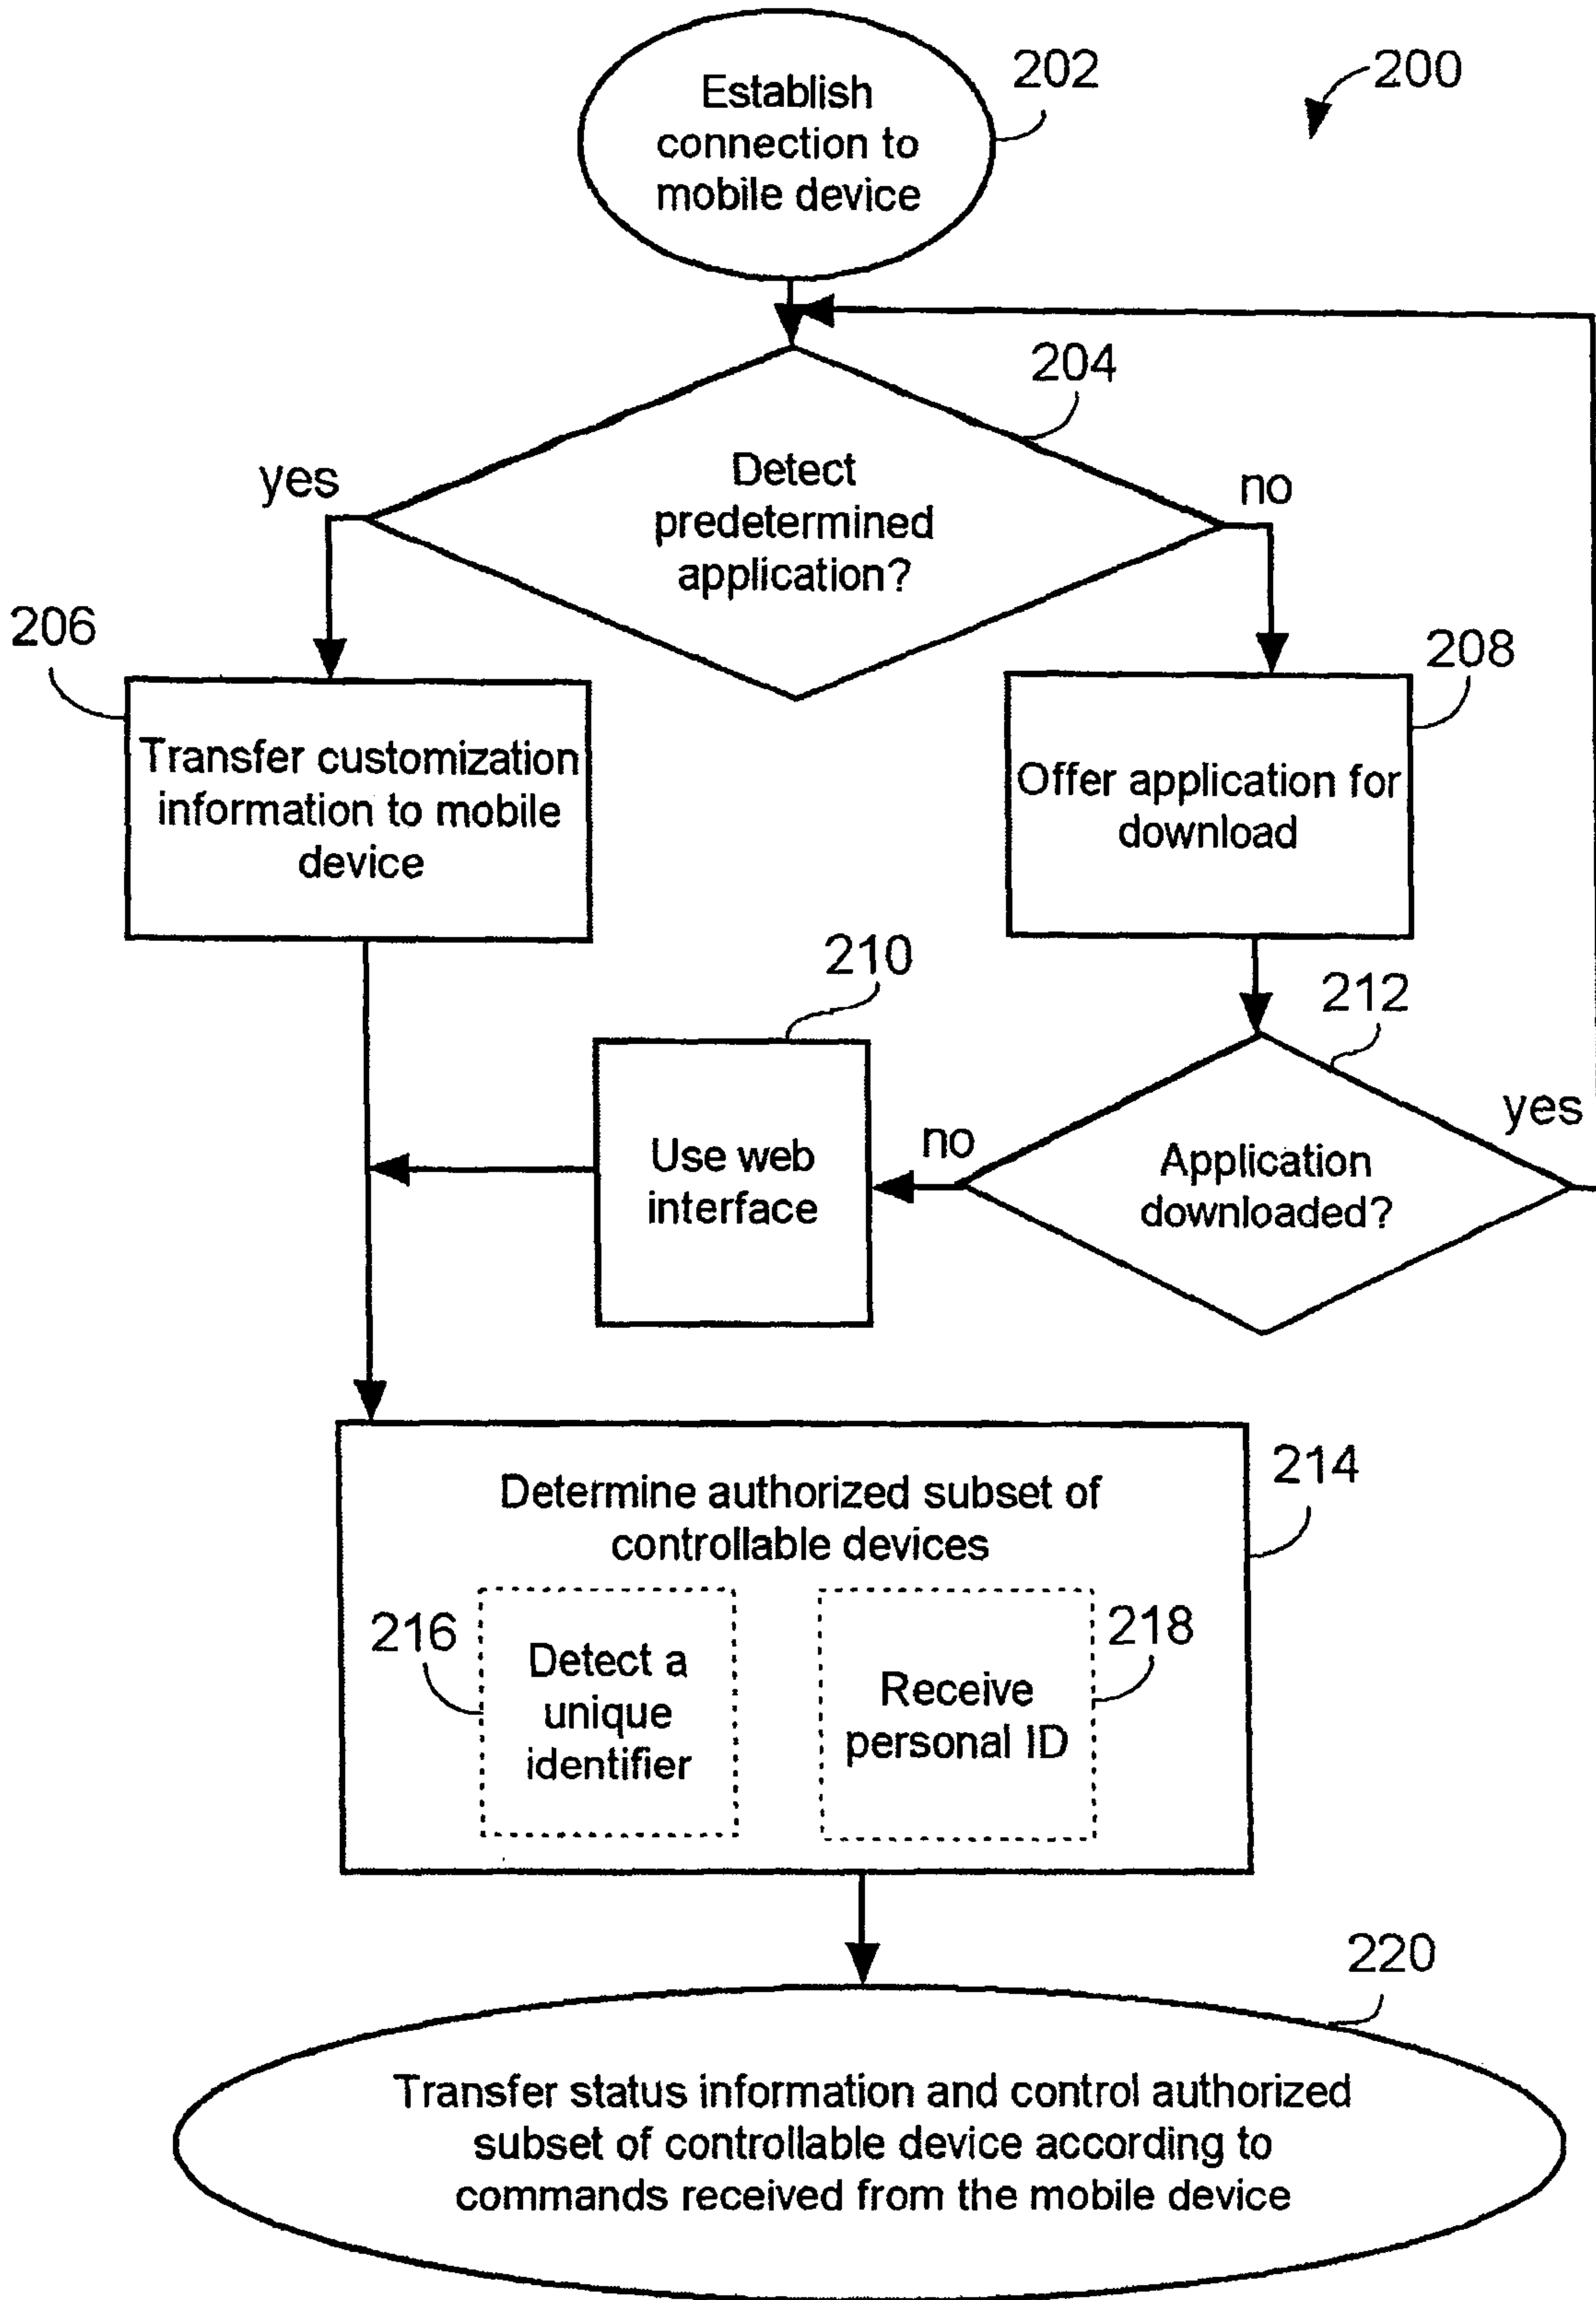 200
202
Establish
connection to
mobile device
204
Detect
predetermined
application?
yes
no
206
Transfer customization
information to mobile
device
208
Offer application for
download
210
Use web
interface
212
Application
downloaded?
no
yes
214
Determine authorized subset of
controllable devices
216
Detect a
unique
identifier
218
Receive
personal ID
220
Transfer status information and control authorized
subset of controllable device according to
commands received from the mobile device